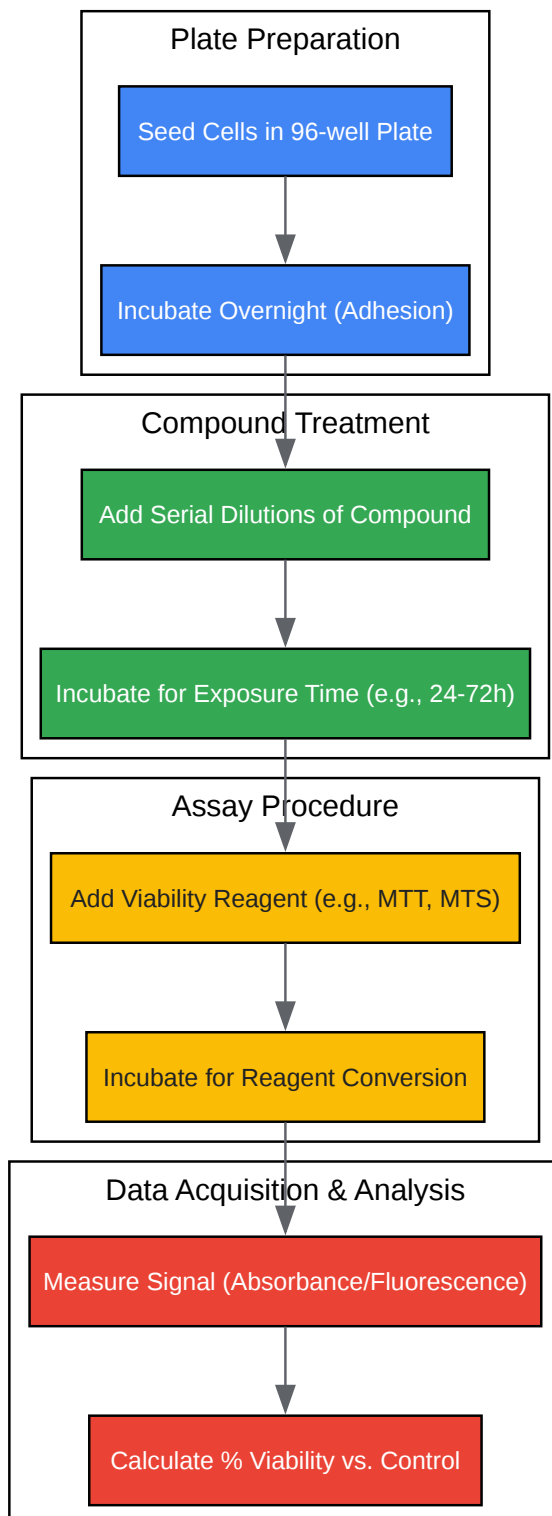 Plate Preparation
Seed Cells in 96-well Plate
Incubate Overnight (Adhesion)
Compound Treatment
Add Serial Dilutions of Compound
Incubate for Exposure Time (e.g., 24-72h)
Assay Procedure
Add Viability Reagent (e.g., MTT, MTS)
Incubate for Reagent Conversion
Data Acquisition & Analysis
Measure Signal (Absorbance/Fluorescence)
Calculate % Viability vs. Control